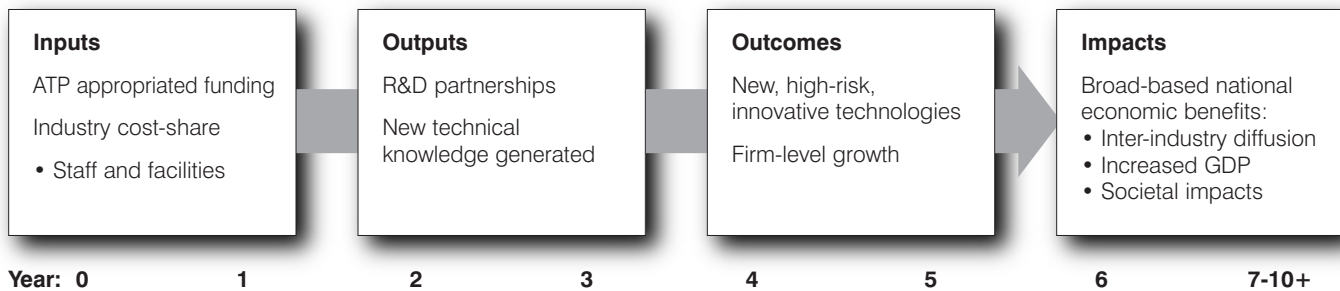 Inputs
ATP appropriated funding
Industry cost-share
• Staff and facilities
Outputs
R&D partnerships
New technical
knowledge generated
Outcomes
New, high-risk,
innovative technologies
Firm-level growth
Impacts
Broad-based national
economic benefits:
• Inter-industry diffusion
• Increased GDP
• Societal impacts
Year: 0 1 2 3 4 5 6 7-10+